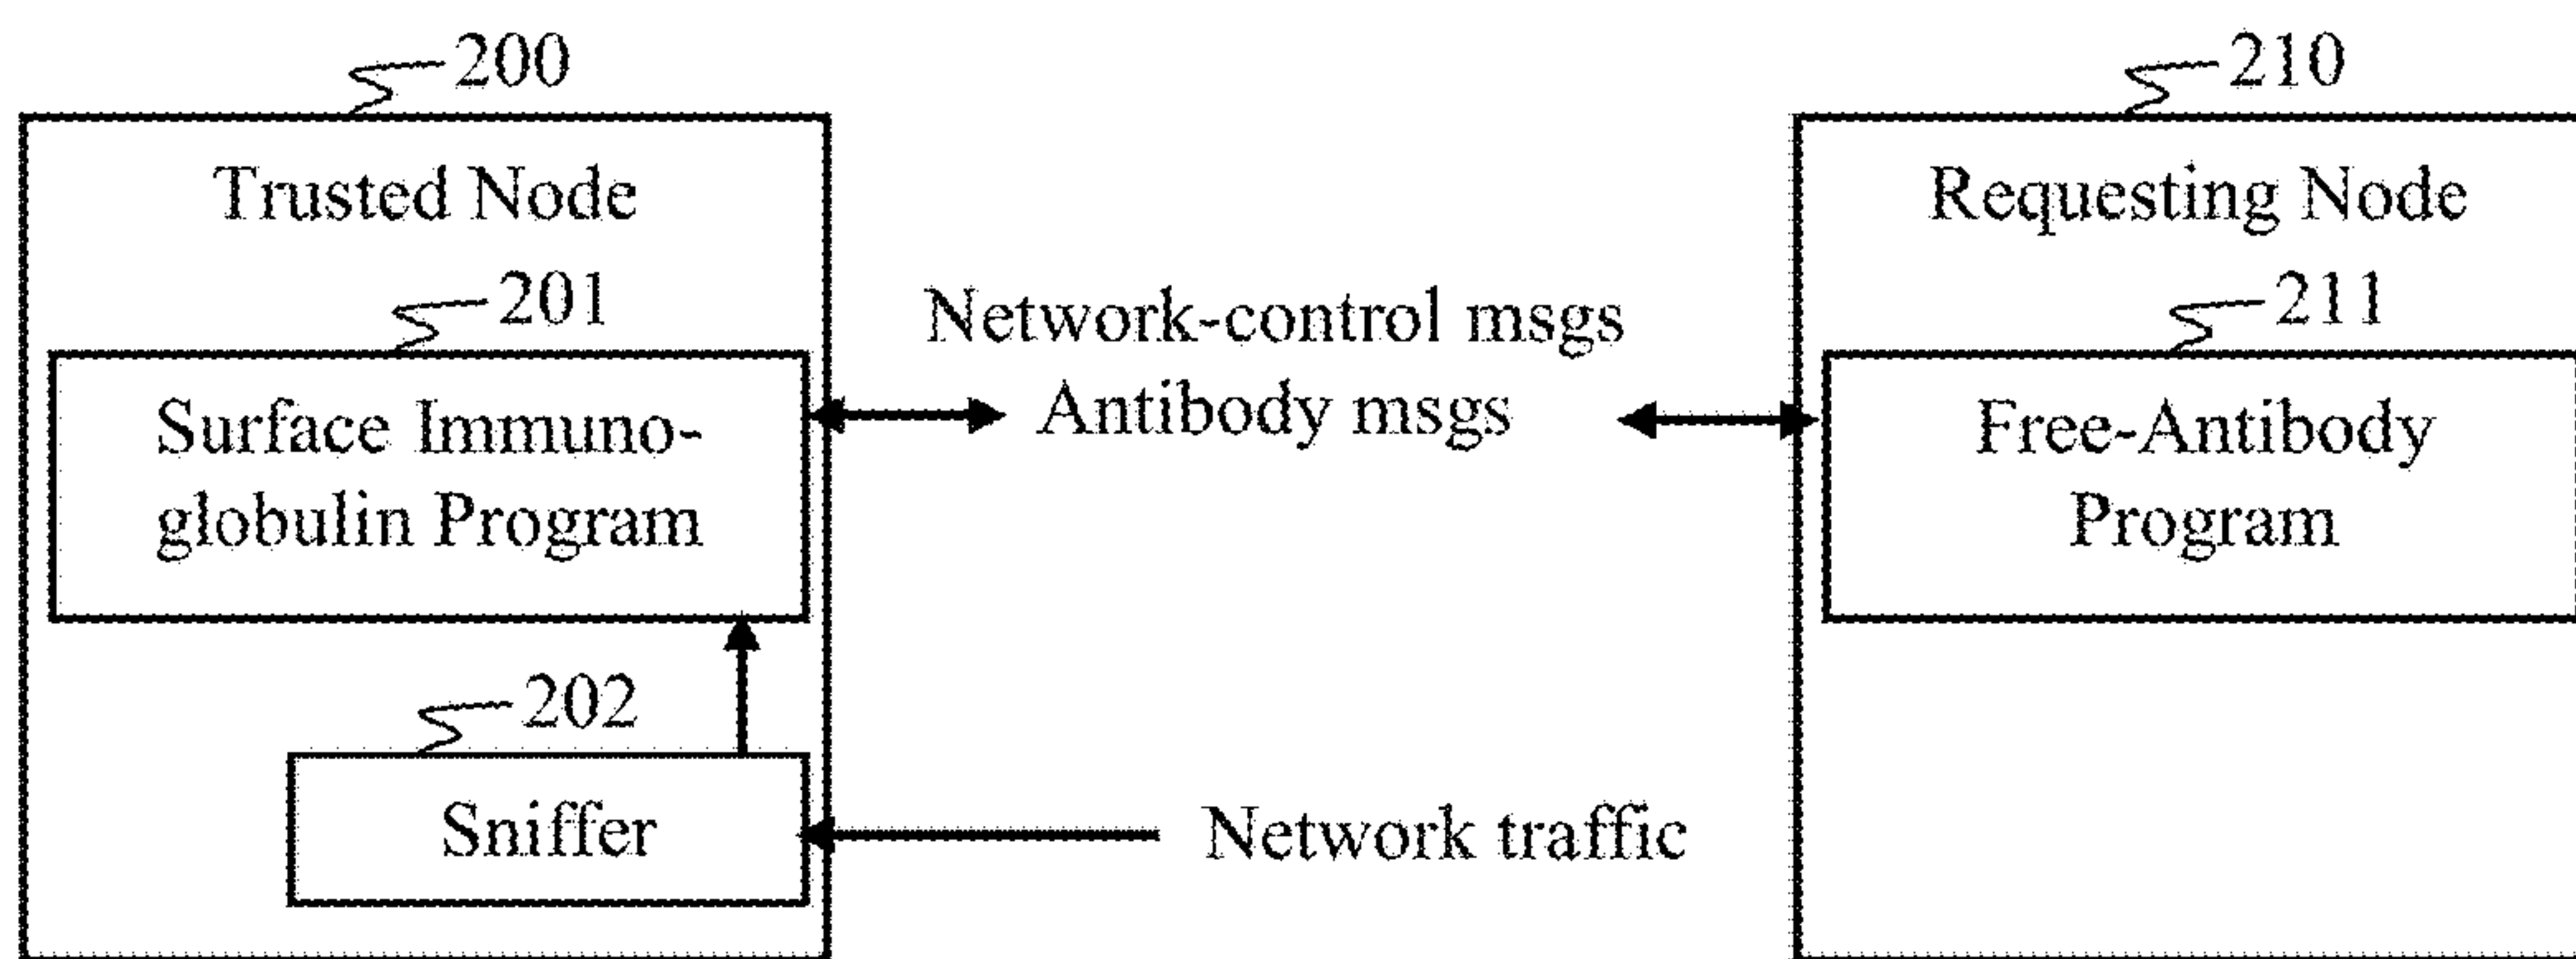 200
Trusted Node
201
Surface Immuno-
globulin Program
202
Sniffer
Network-control msgs
Antibody msgs
Network traffic
210
Requesting Node
211
Free-Antibody
Program